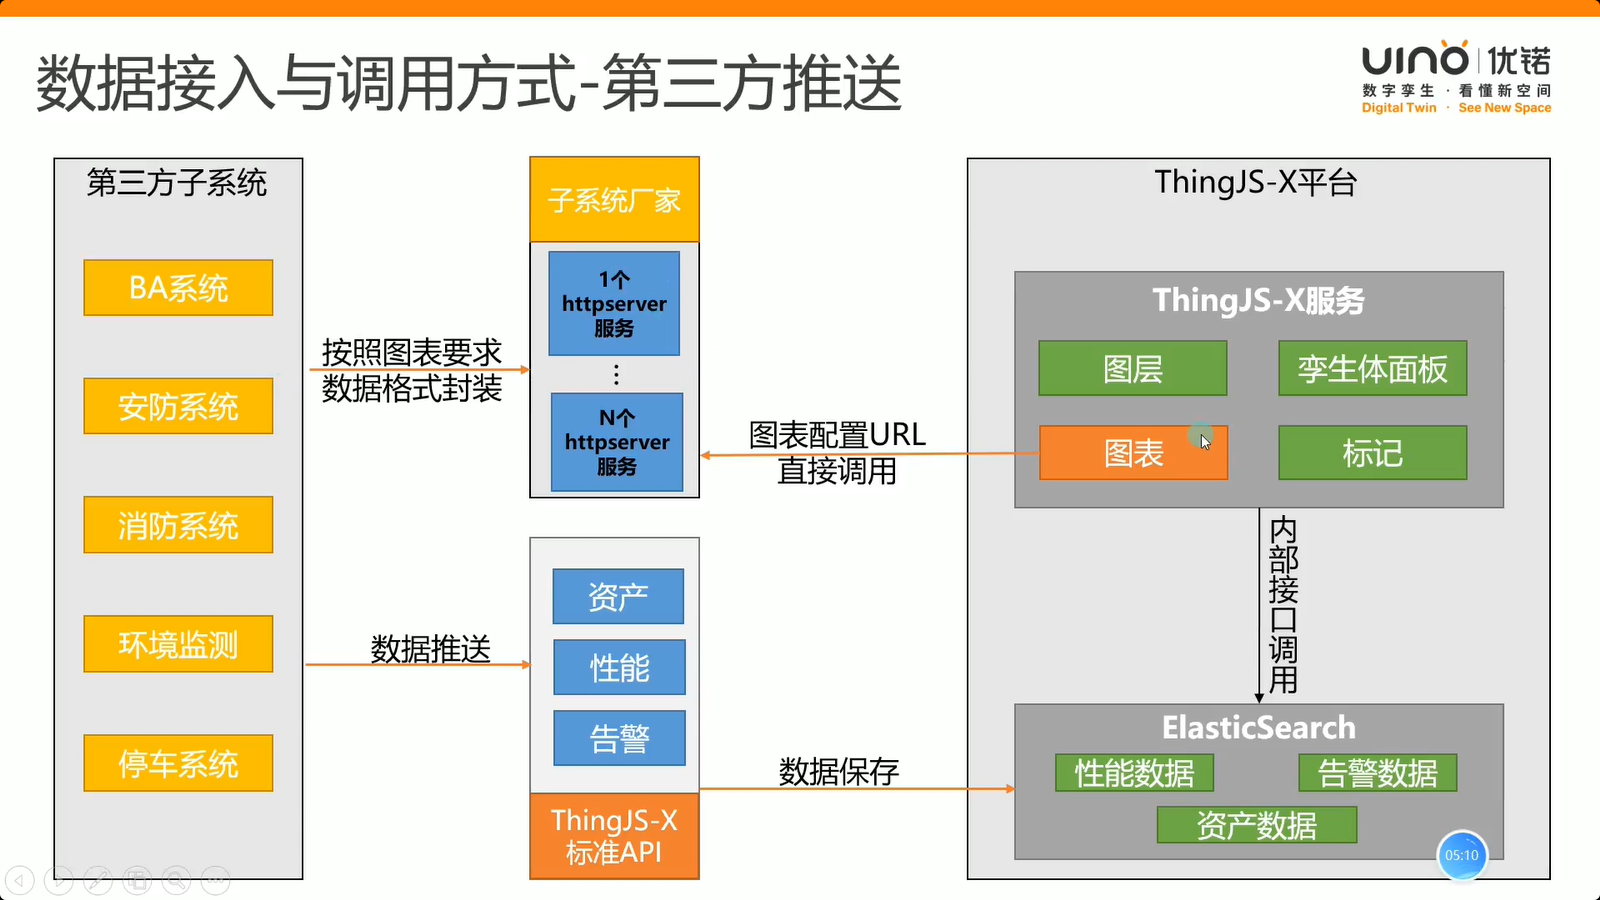 数据接入与调用方式-第三方推送
uino 优锘
数字孪生 · 看懂新空间
Digital Twin · See New Space
第三方子系统
BA系统
安防系统
消防系统
环境监测
停车系统
按照图表要求
数据格式封装
数据推送
子系统厂家
1个
httpserver
服务
⋮
N个
httpserver
服务
资产
性能
告警
ThingJS-X
标准API
图表配置URL
直接调用
数据保存
ThingJS-X平台
ThingJS-X服务
图层
孪生体面板
图表
标记
内部接口调用
ElasticSearch
性能数据
告警数据
资产数据
05:10